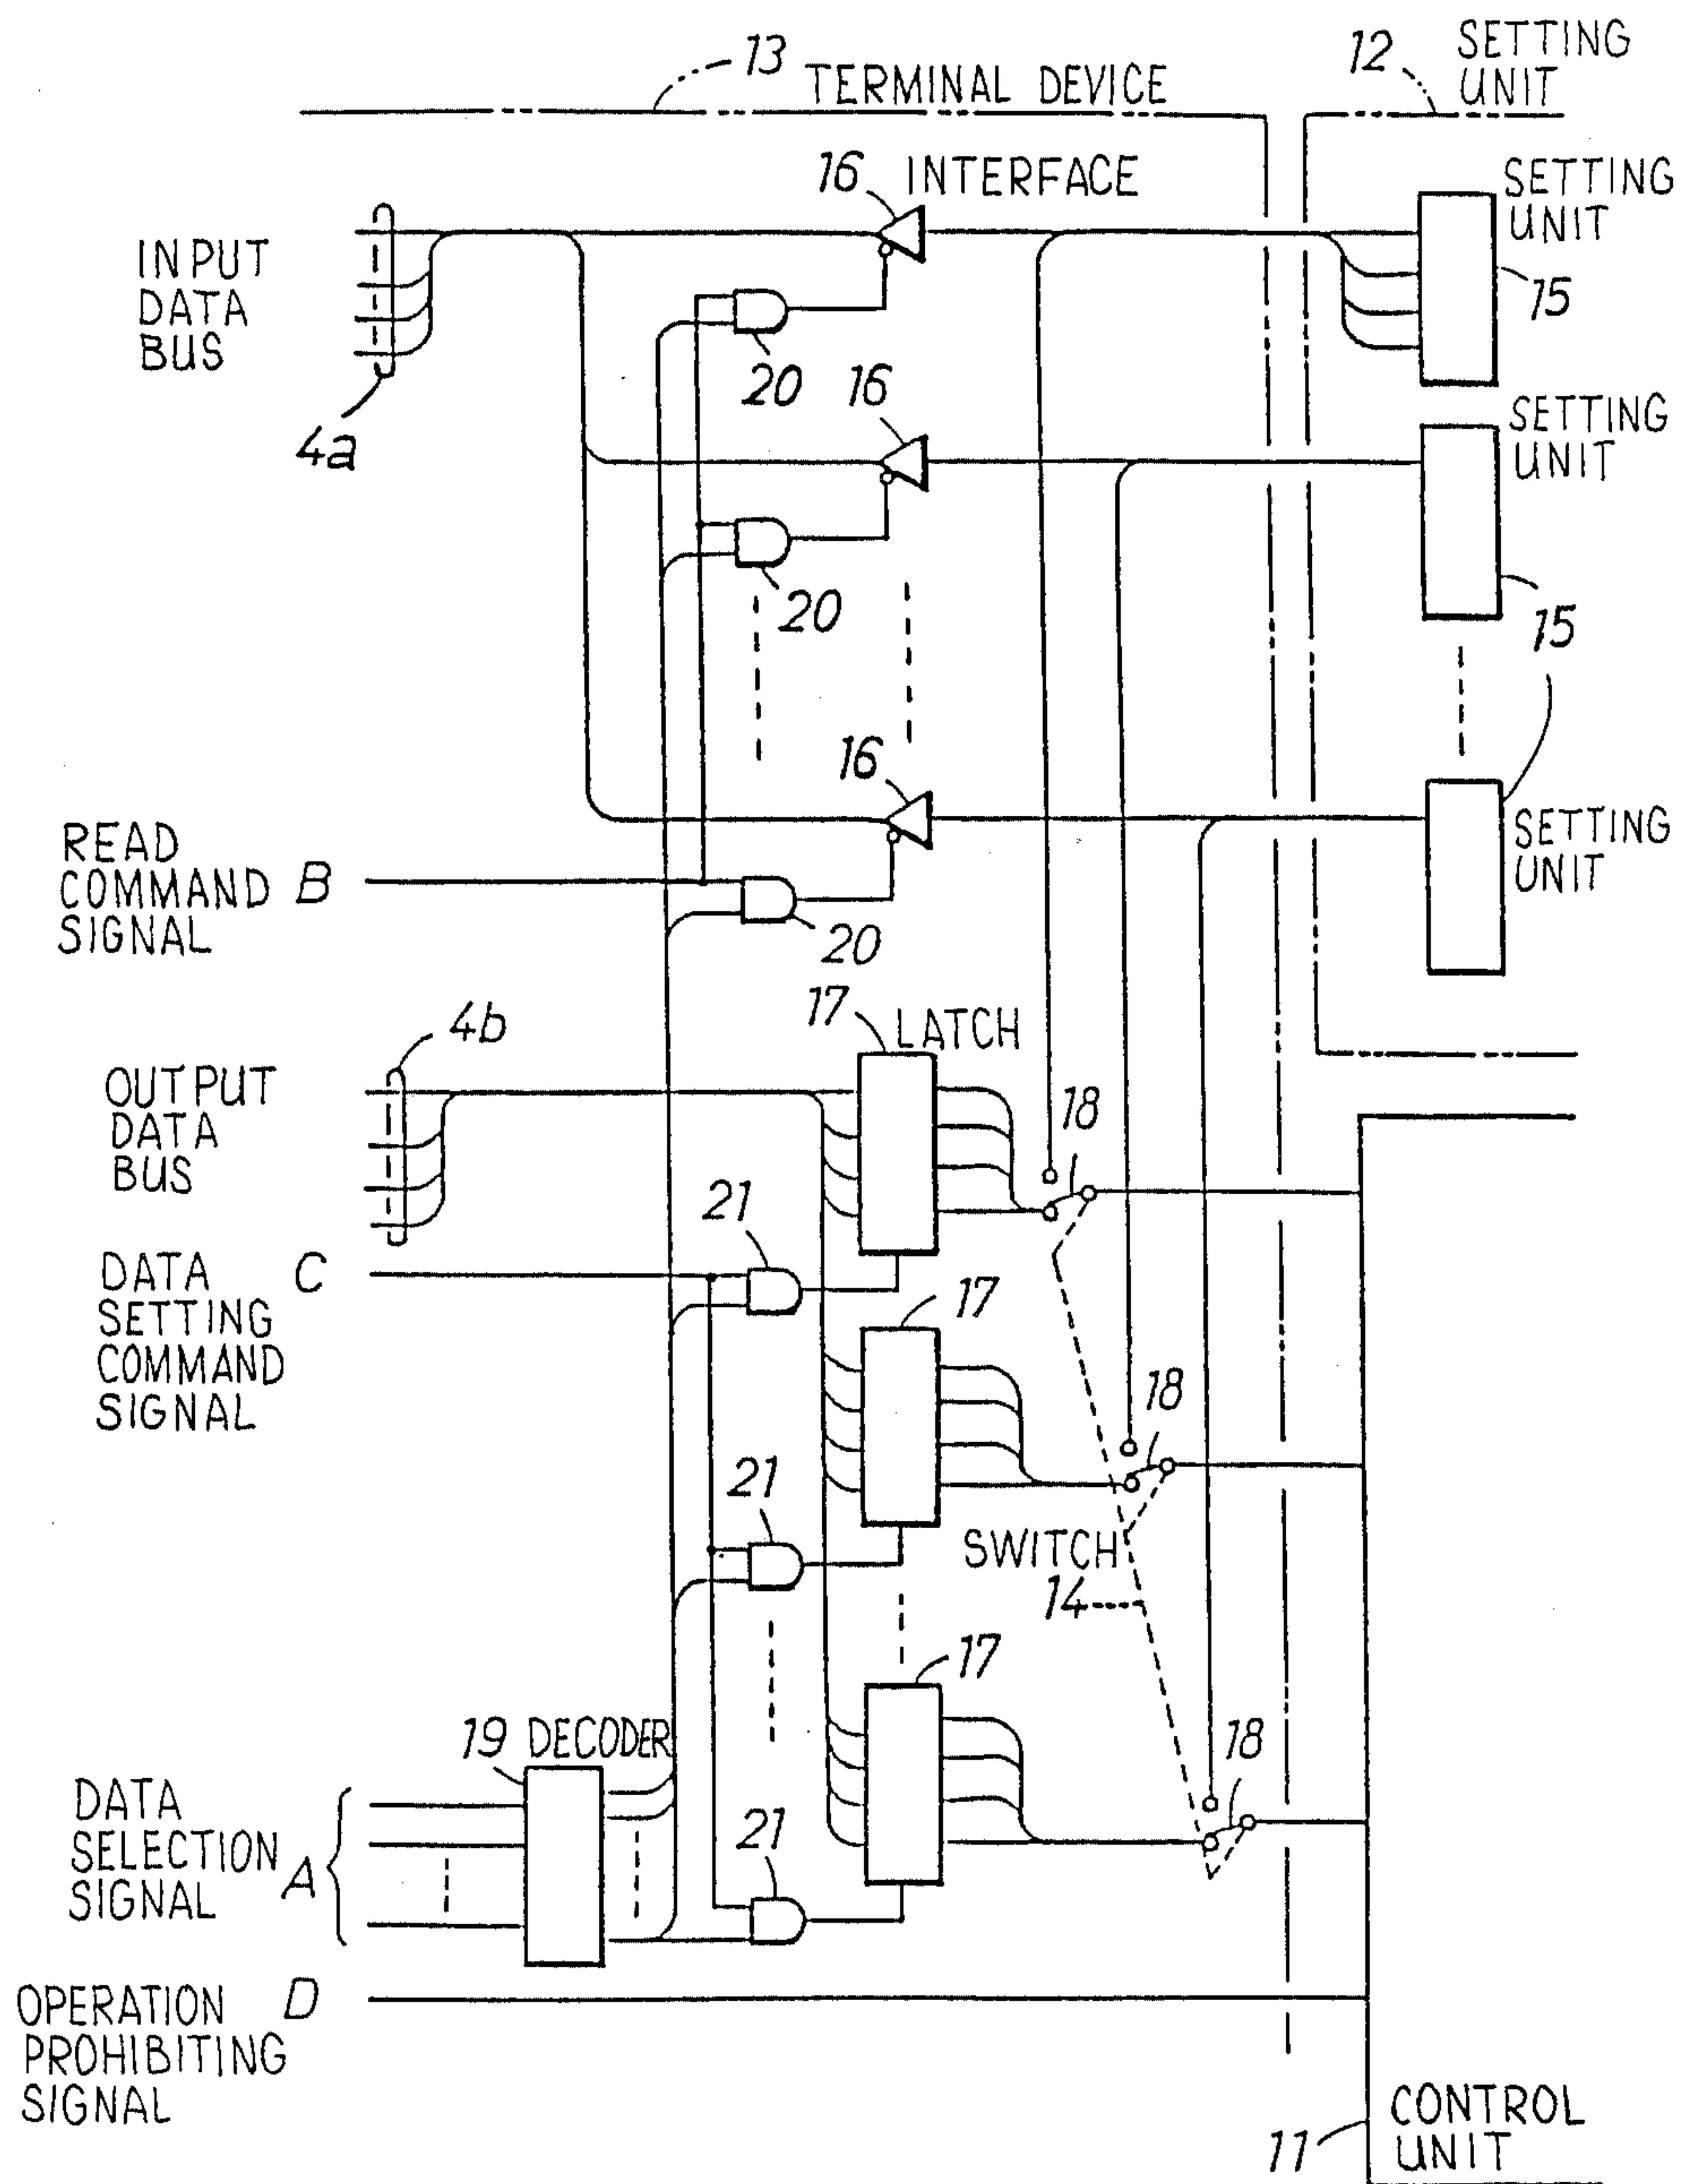 13
TERMINAL DEVICE
12
SETTING
UNIT
16
INTERFACE
SETTING
UNIT
15
INPUT
DATA
BUS
4a
20
16
SETTING
UNIT
20
15
16
READ
COMMAND B
SIGNAL
SETTING
UNIT
20
17
LATCH
4b
OUTPUT
DATA
BUS
18
21
DATA C
SETTING
COMMAND
SIGNAL
17
18
21
SWITCH
14
17
19 DECODER
18
DATA
SELECTION
SIGNAL
A
21
OPERATION D
PROHIBITING
SIGNAL
CONTROL
UNIT
11